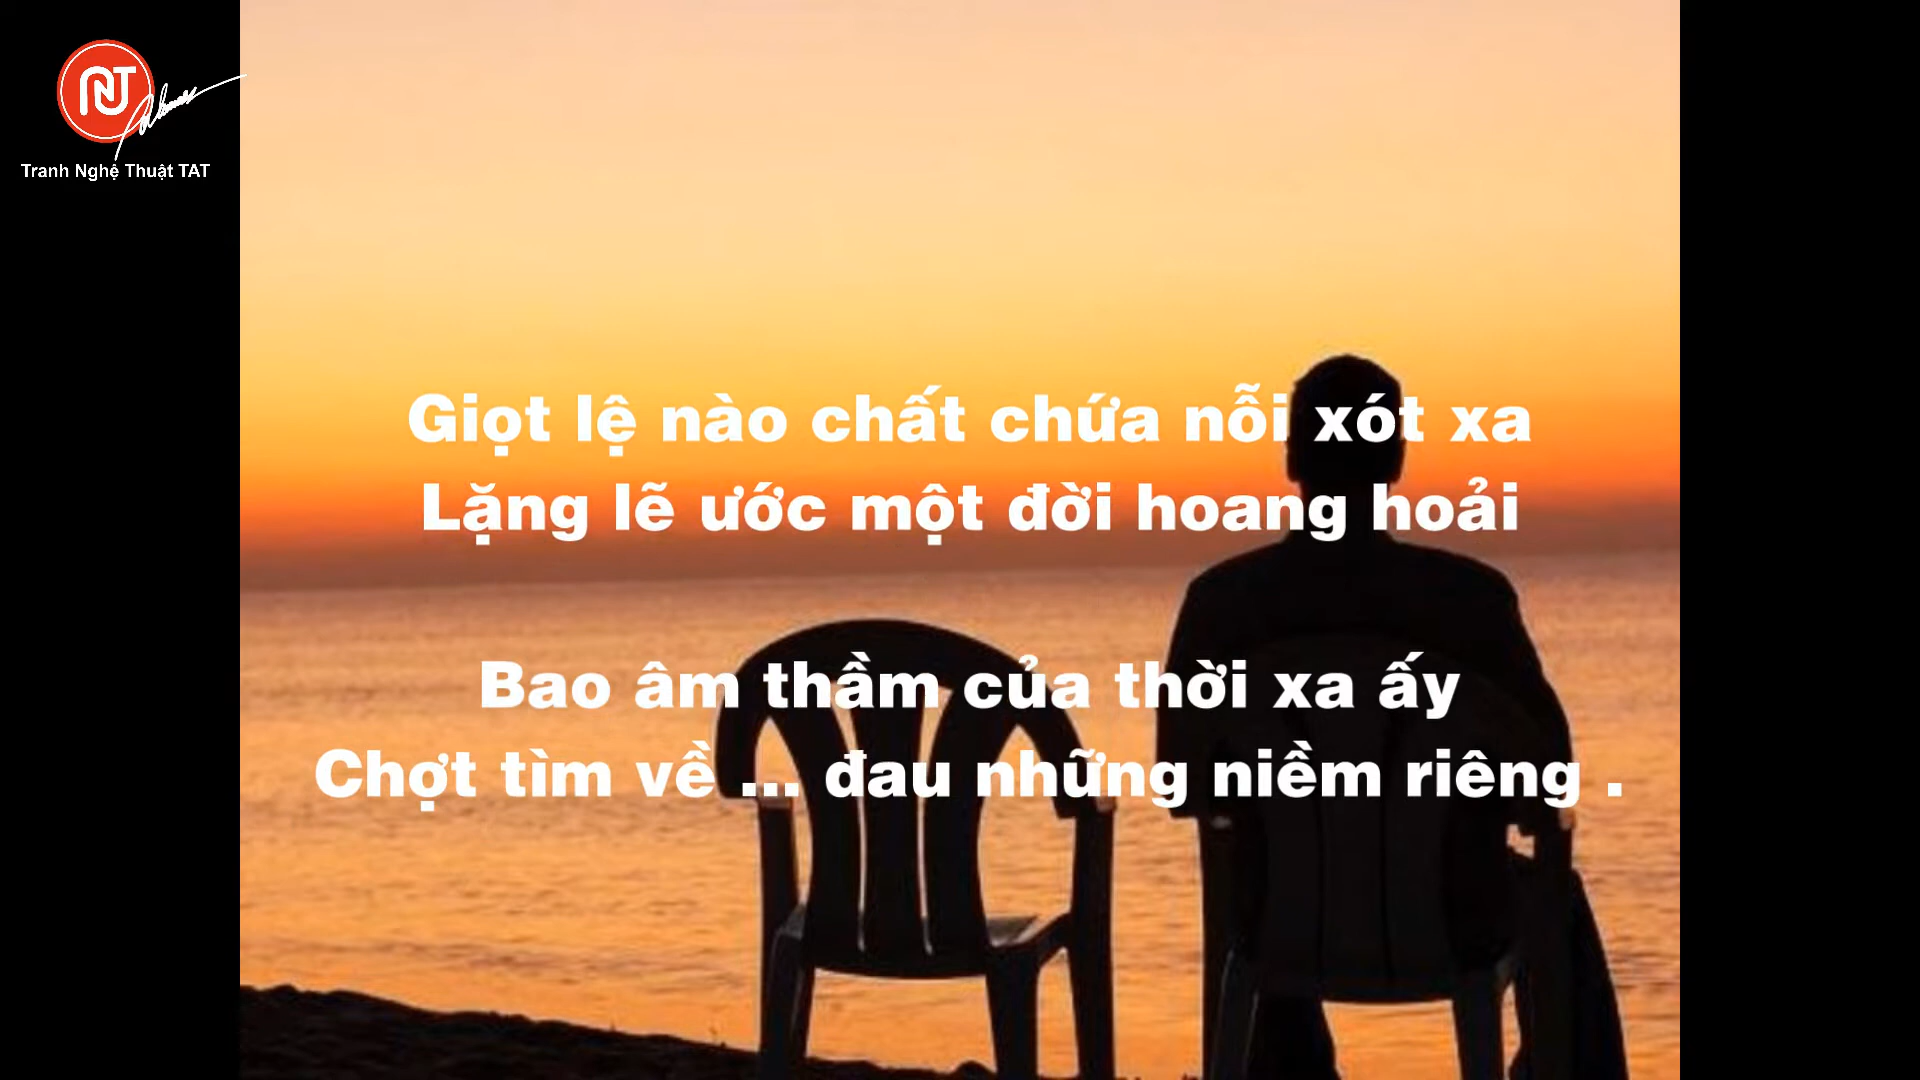 Tranh Nghệ Thuật TAT
Giọt lệ nào chất chứa nỗi xót xa
Lặng lẽ ước một đời hoang hoải
Bao âm thầm của thời xa ấy
Chợt tìm về ... đau những niềm riêng .